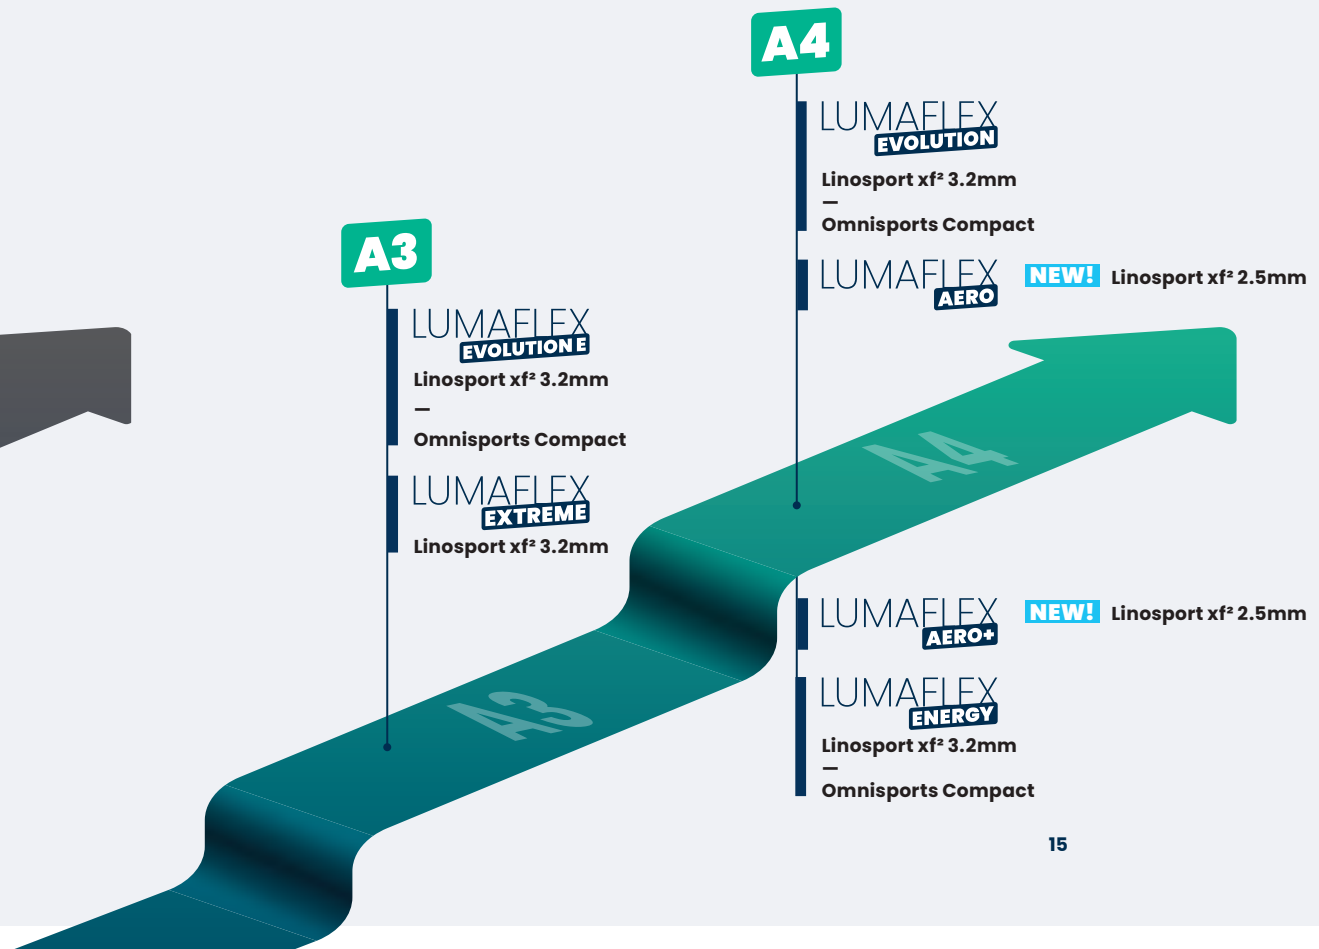 A4
LUMAFLEX
EVOLUTION
Linosport xf² 3.2mm
—
Omnisports Compact
LUMAFLEX
AERO
NEW! Linosport xf² 2.5mm
A3
LUMAFLEX
EVOLUTION E
Linosport xf² 3.2mm
—
Omnisports Compact
LUMAFLEX
EXTREME
Linosport xf² 3.2mm
A4
A3
LUMAFLEX
AERO+
NEW! Linosport xf² 2.5mm
LUMAFLEX
ENERGY
Linosport xf² 3.2mm
—
Omnisports Compact
15